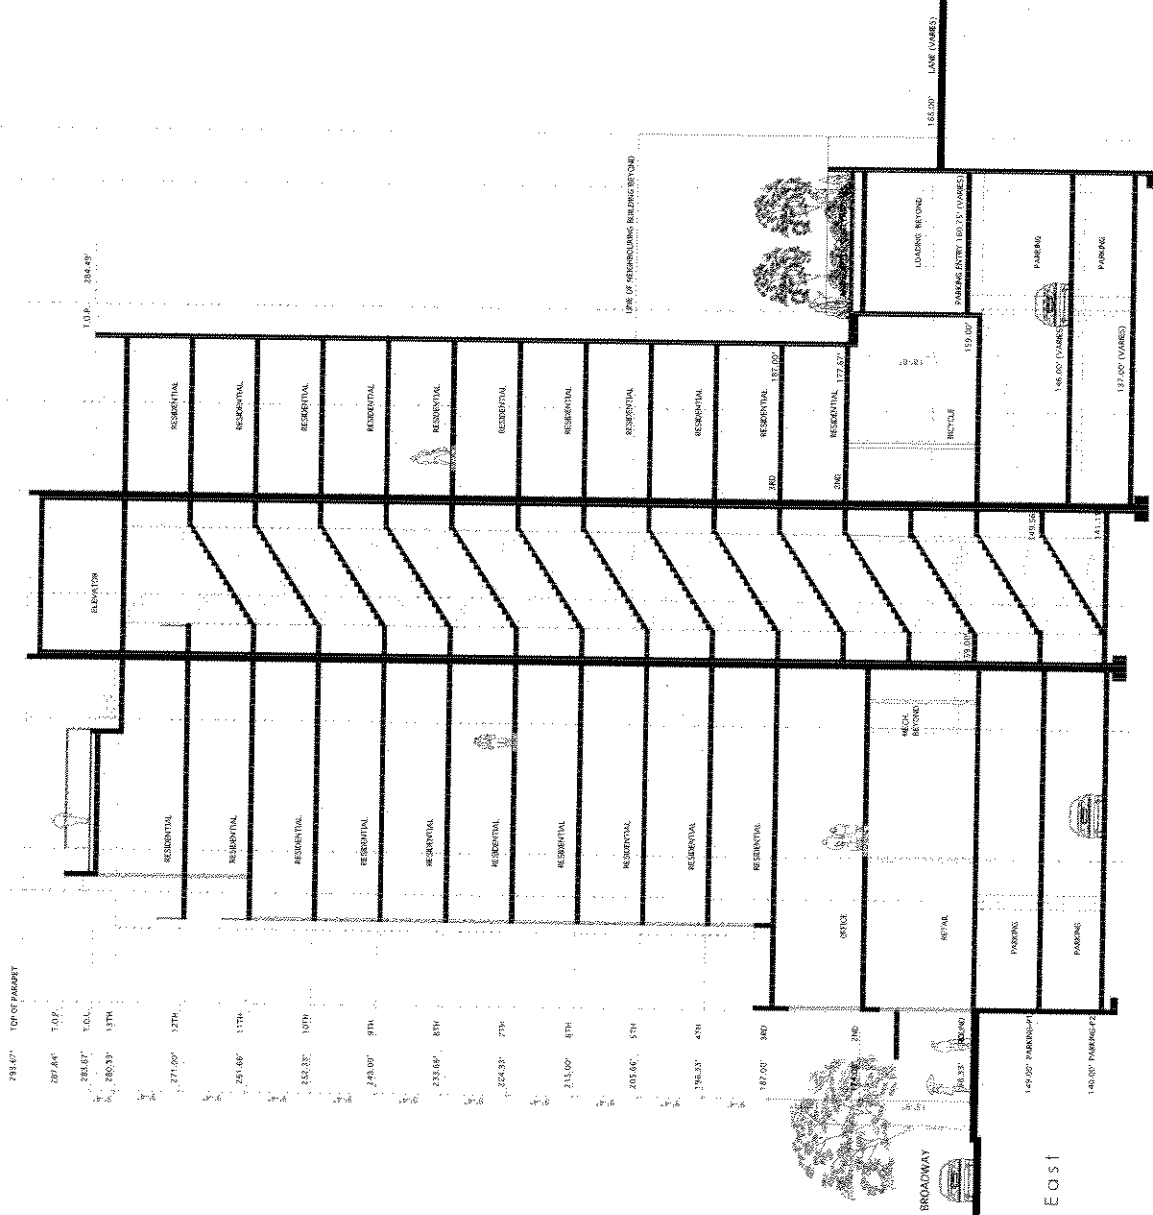 293.67' TOP OF PARAPET
287.84' T.O.P.
283.67' T.O.U.
280.33' 13TH
271.00' 12TH
261.66' 11TH
252.33' 10TH
243.00' 9TH
233.66' 8TH
224.33' 7TH
215.00' 6TH
205.66' 5TH
196.33' 4TH
187.00' 3RD
2ND
149.00' PARKING-P1
140.00' PARKING-P2
BROADWAY
East
RESIDENTIAL
RESIDENTIAL
RESIDENTIAL
RESIDENTIAL
RESIDENTIAL
RESIDENTIAL
RESIDENTIAL
RESIDENTIAL
RESIDENTIAL
RESIDENTIAL
OFFICE
RETAIL
MECH.
BEYOND
PARKING
PARKING
ELEVATOR
T.O.P. 284.49'
RESIDENTIAL
RESIDENTIAL
RESIDENTIAL
RESIDENTIAL
RESIDENTIAL
RESIDENTIAL
RESIDENTIAL
RESIDENTIAL
RESIDENTIAL
3RD RESIDENTIAL 187.00'
2ND RESIDENTIAL 177.67'
BICYCLE
159.00'
LINE OF NEIGHBOURING BUILDING BEYOND
LOADING BEYOND
PARKING ENTRY 160.75' (VARIES)
PARKING
146.00' (VARIES)
PARKING
137.00' (VARIES)
165.00' LANE (VARIES)